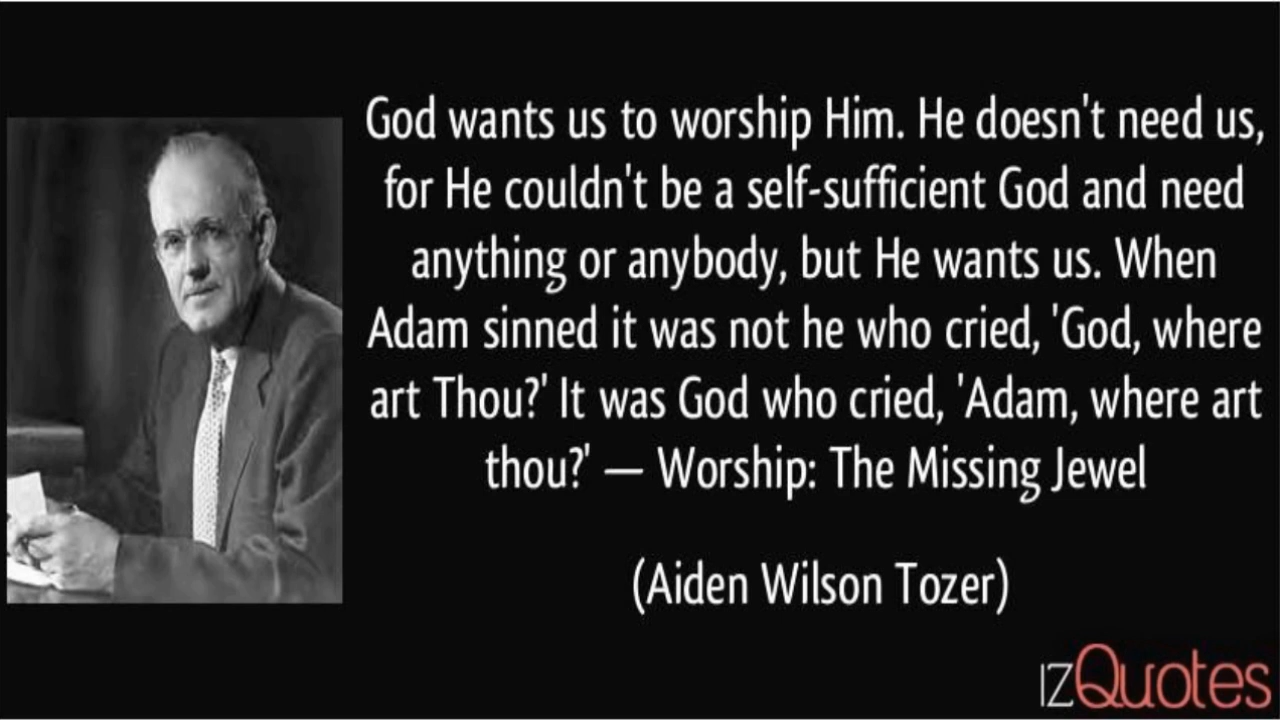 God wants us to worship Him. He doesn't need us,
for He couldn't be a self-sufficient God and need
anything or anybody, but He wants us. When
Adam sinned it was not he who cried, 'God, where
art Thou?' It was God who cried, 'Adam, where art
thou?' — Worship: The Missing Jewel
(Aiden Wilson Tozer)
IZQuotes